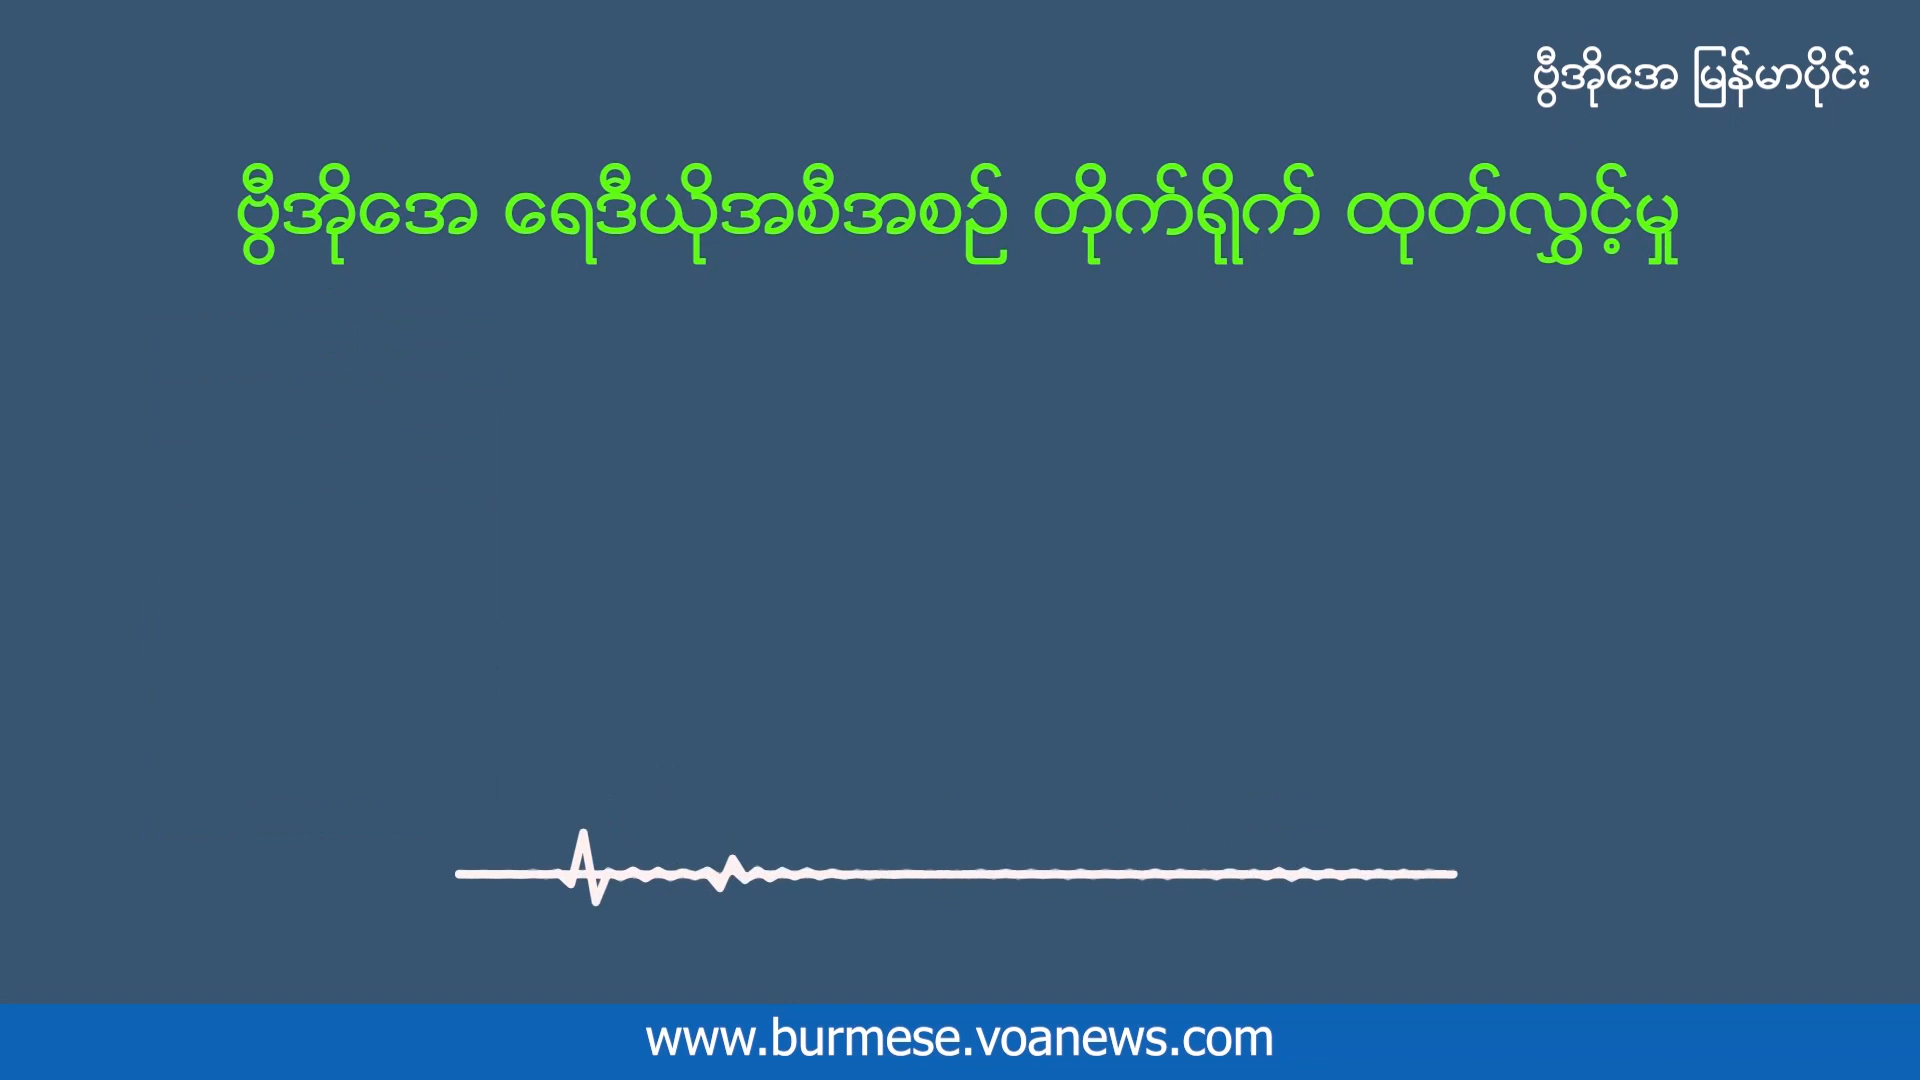 ဗွီအိုအေ မြန်မာပိုင်း
ဗွီအိုအေ ရေဒီယိုအစီအစဉ် တိုက်ရိုက် ထုတ်လွှင့်မှု
www.burmese.voanews.com